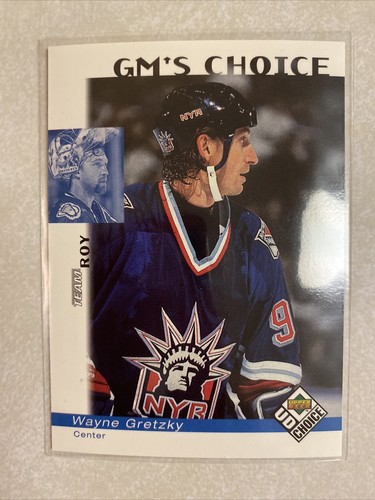 GM'S CHOICE
NYR
TEAM
ROY
9
NYR
Wayne Gretzky
Center
UPPER
DECK
UD
CHOICE